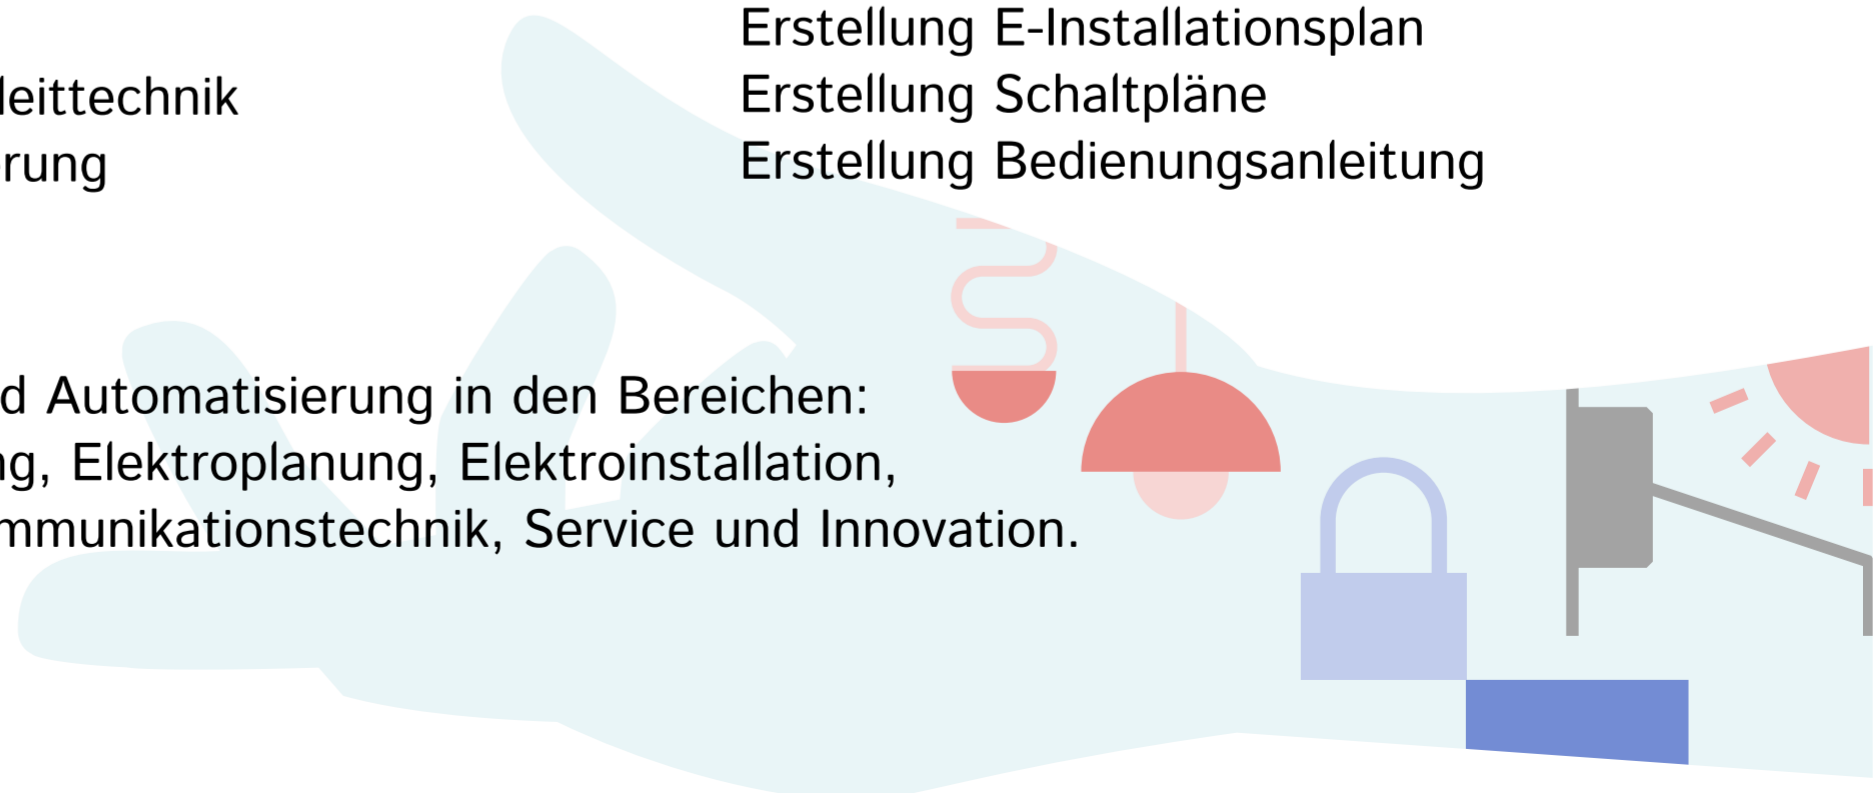 leittechnik
rung
Erstellung E-Installationsplan
Erstellung Schaltpläne
Erstellung Bedienungsanleitung
d Automatisierung in den Bereichen:
ng, Elektroplanung, Elektroinstallation,
mmunikationstechnik, Service und Innovation.